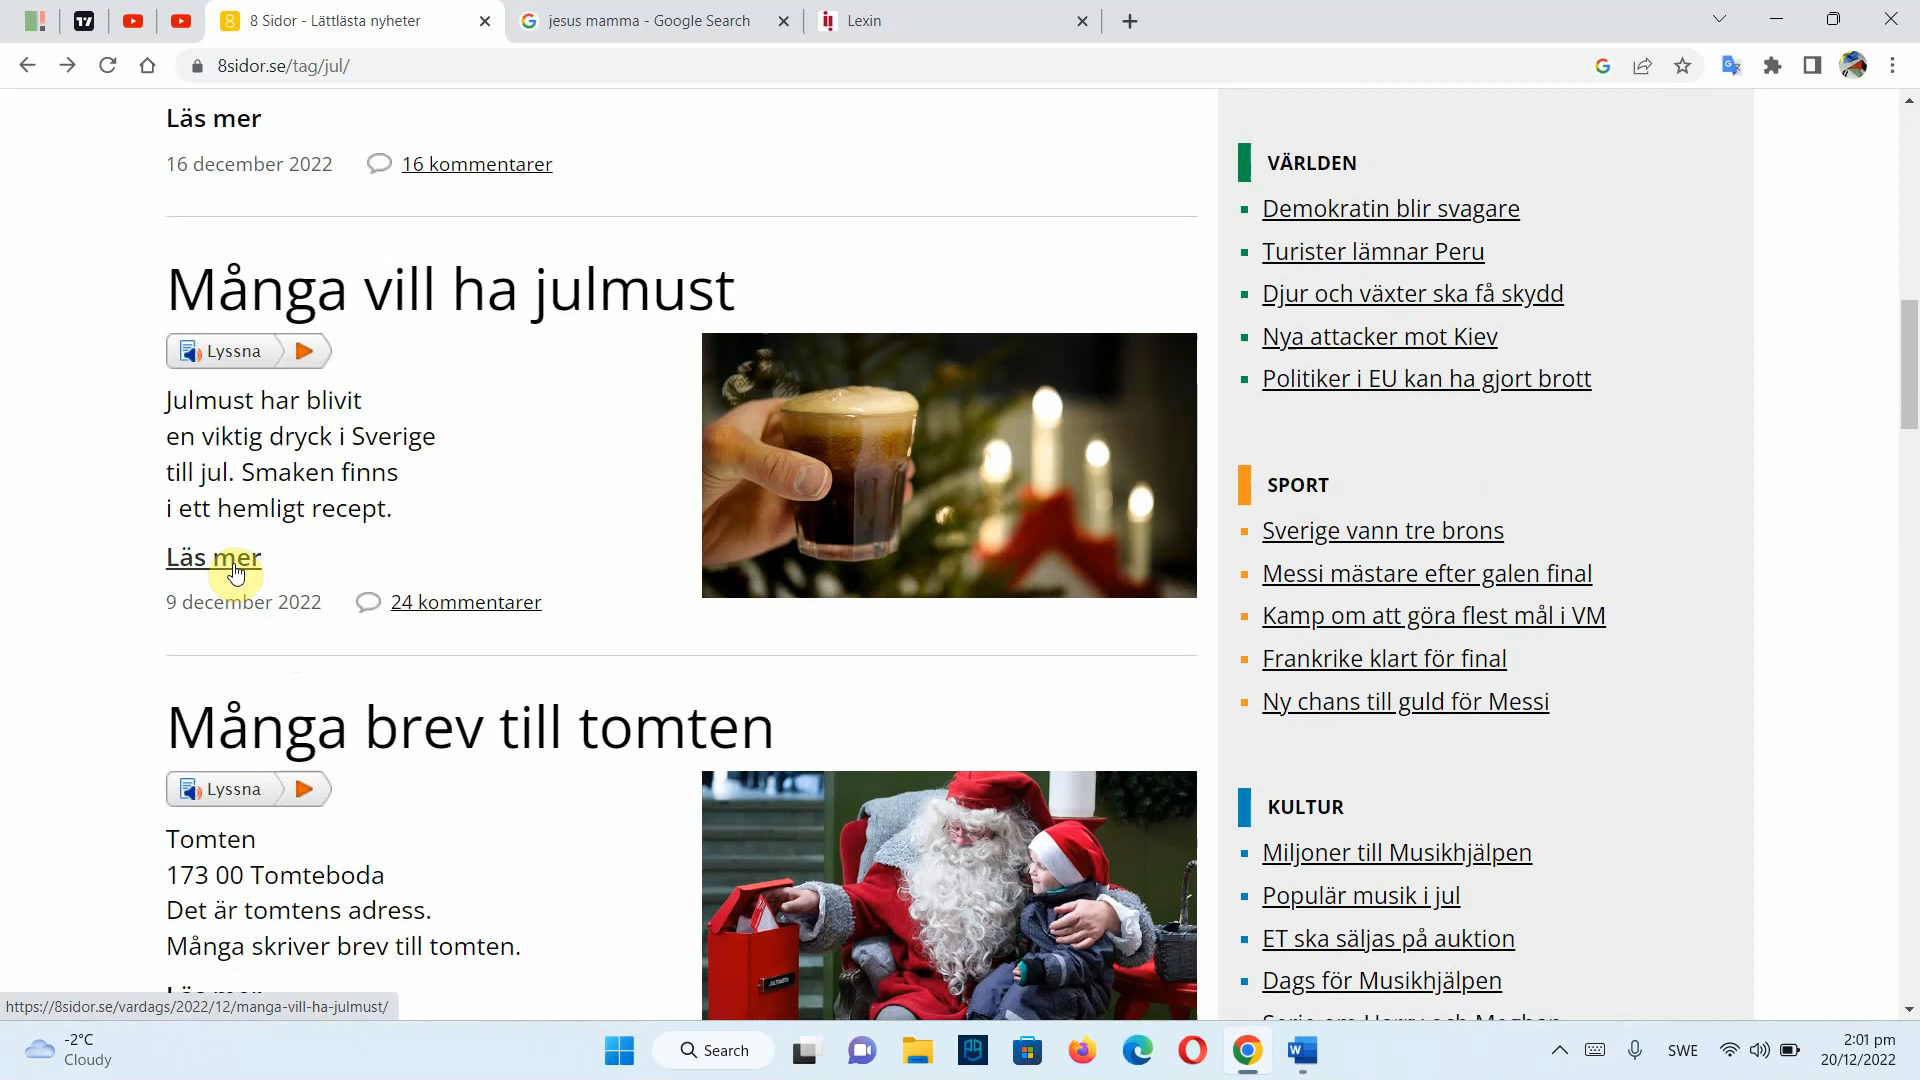 8 Sidor - Lättlästa nyheter
jesus mamma - Google Search
Lexin
8sidor.se/tag/jul/
Läs mer
16 december 2022
16 kommentarer
Många vill ha julmust
Lyssna
Julmust har blivit
en viktig dryck i Sverige
till jul. Smaken finns
i ett hemligt recept.
Läs mer
9 december 2022
24 kommentarer
Många brev till tomten
Lyssna
Tomten
173 00 Tomteboda
Det är tomtens adress.
Många skriver brev till tomten.
VÄRLDEN
Demokratin blir svagare
Turister lämnar Peru
Djur och växter ska få skydd
Nya attacker mot Kiev
Politiker i EU kan ha gjort brott
SPORT
Sverige vann tre brons
Messi mästare efter galen final
Kamp om att göra flest mål i VM
Frankrike klart för final
Ny chans till guld för Messi
KULTUR
Miljoner till Musikhjälpen
Populär musik i jul
ET ska säljas på auktion
Dags för Musikhjälpen
Serie om Harry och Meghan
https://8sidor.se/vardags/2022/12/manga-vill-ha-julmust/
-2°C
Cloudy
Search
SWE
2:01 pm
20/12/2022